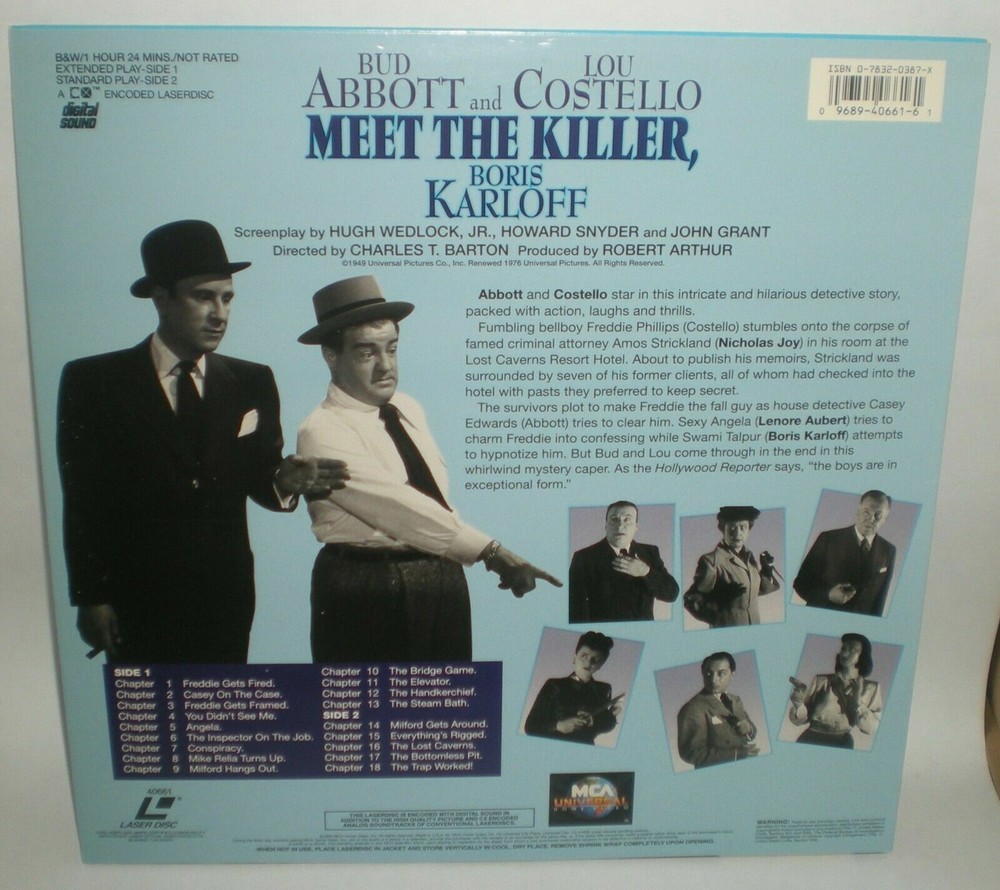 B&W/1 HOUR 24 MINS./NOT RATED
EXTENDED PLAY-SIDE 1
STANDARD PLAY-SIDE 2
A CX™ ENCODED LASERDISC
digital
SOUND
BUD LOU
ABBOTT and COSTELLO
MEET THE KILLER,
BORIS
KARLOFF
ISBN 0-7832-0387-X
0 9689-40661-6 1
Screenplay by HUGH WEDLOCK, JR., HOWARD SNYDER and JOHN GRANT
Directed by CHARLES T. BARTON Produced by ROBERT ARTHUR
©1949 Universal Pictures Co., Inc. Renewed 1976 Universal Pictures. All Rights Reserved.
Abbott and Costello star in this intricate and hilarious detective story,
packed with action, laughs and thrills.
Fumbling bellboy Freddie Phillips (Costello) stumbles onto the corpse of
famed criminal attorney Amos Strickland (Nicholas Joy) in his room at the
Lost Caverns Resort Hotel. About to publish his memoirs, Strickland was
surrounded by seven of his former clients, all of whom had checked into the
hotel with pasts they preferred to keep secret.
The survivors plot to make Freddie the fall guy as house detective Casey
Edwards (Abbott) tries to clear him. Sexy Angela (Lenore Aubert) tries to
charm Freddie into confessing while Swami Talpur (Boris Karloff) attempts
to hypnotize him. But Bud and Lou come through in the end in this
whirlwind mystery caper. As the Hollywood Reporter says, “the boys are in
exceptional form.”
SIDE 1
Chapter 1 Freddie Gets Fired.
Chapter 2 Casey On The Case.
Chapter 3 Freddie Gets Framed.
Chapter 4 You Didn't See Me.
Chapter 5 Angela.
Chapter 6 The Inspector On The Job.
Chapter 7 Conspiracy.
Chapter 8 Mike Relia Turns Up.
Chapter 9 Milford Hangs Out.
Chapter 10 The Bridge Game.
Chapter 11 The Elevator.
Chapter 12 The Handkerchief.
Chapter 13 The Steam Bath.
SIDE 2
Chapter 14 Milford Gets Around.
Chapter 15 Everything's Rigged.
Chapter 16 The Lost Caverns.
Chapter 17 The Bottomless Pit.
Chapter 18 The Trap Worked!
40661
LASER DISC
THIS LASERDISC IS ENCODED WITH DIGITAL SOUND IN
ADDITION TO THE HIGH QUALITY PICTURE AND CX ENCODED
ANALOG SOUNDTRACKS OF CONVENTIONAL LASERDISCS.
MCA
UNIVERSAL
HOME VIDEO
WHEN NOT IN USE, PLACE LASERDISC IN JACKET AND STORE VERTICALLY IN COOL, DRY PLACE. REMOVE SHRINK WRAP COMPLETELY UPON OPENING.
WARNING: